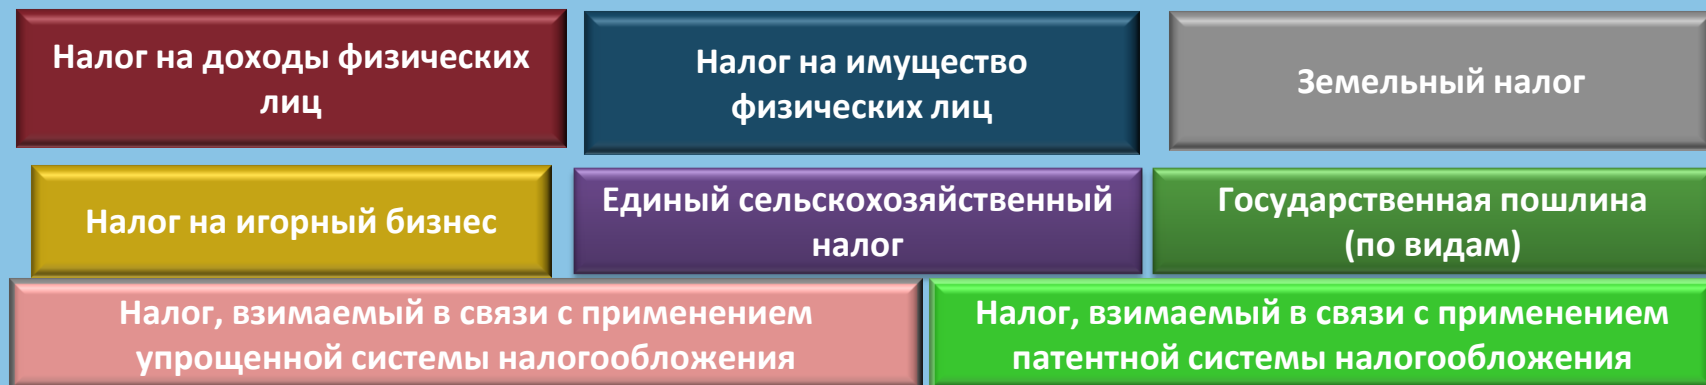 Налог на доходы физических
лиц
Налог на имущество
физических лиц
Земельный налог
Налог на игорный бизнес
Единый сельскохозяйственный
налог
Государственная пошлина
(по видам)
Налог, взимаемый в связи с применением
упрощенной системы налогообложения
Налог, взимаемый в связи с применением
патентной системы налогообложения